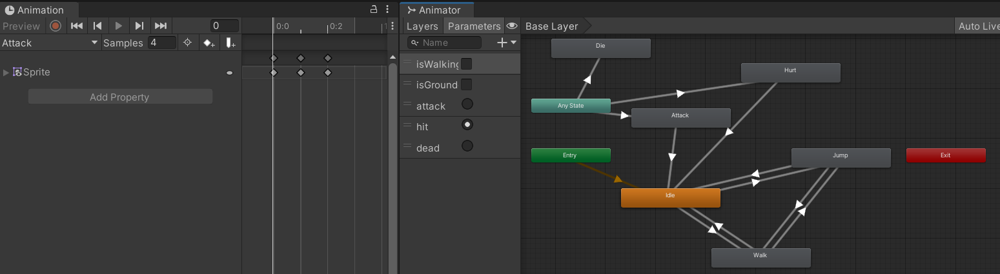 Animation
Preview 0 0:0 0:2
Attack Samples 4
Sprite
Add Property
Animator
Layers Parameters Base Layer Auto Live
Name
isWalking
isGround
attack
hit
dead
Die
Hurt
Any State
Attack
Entry
Jump
Exit
Idle
Walk